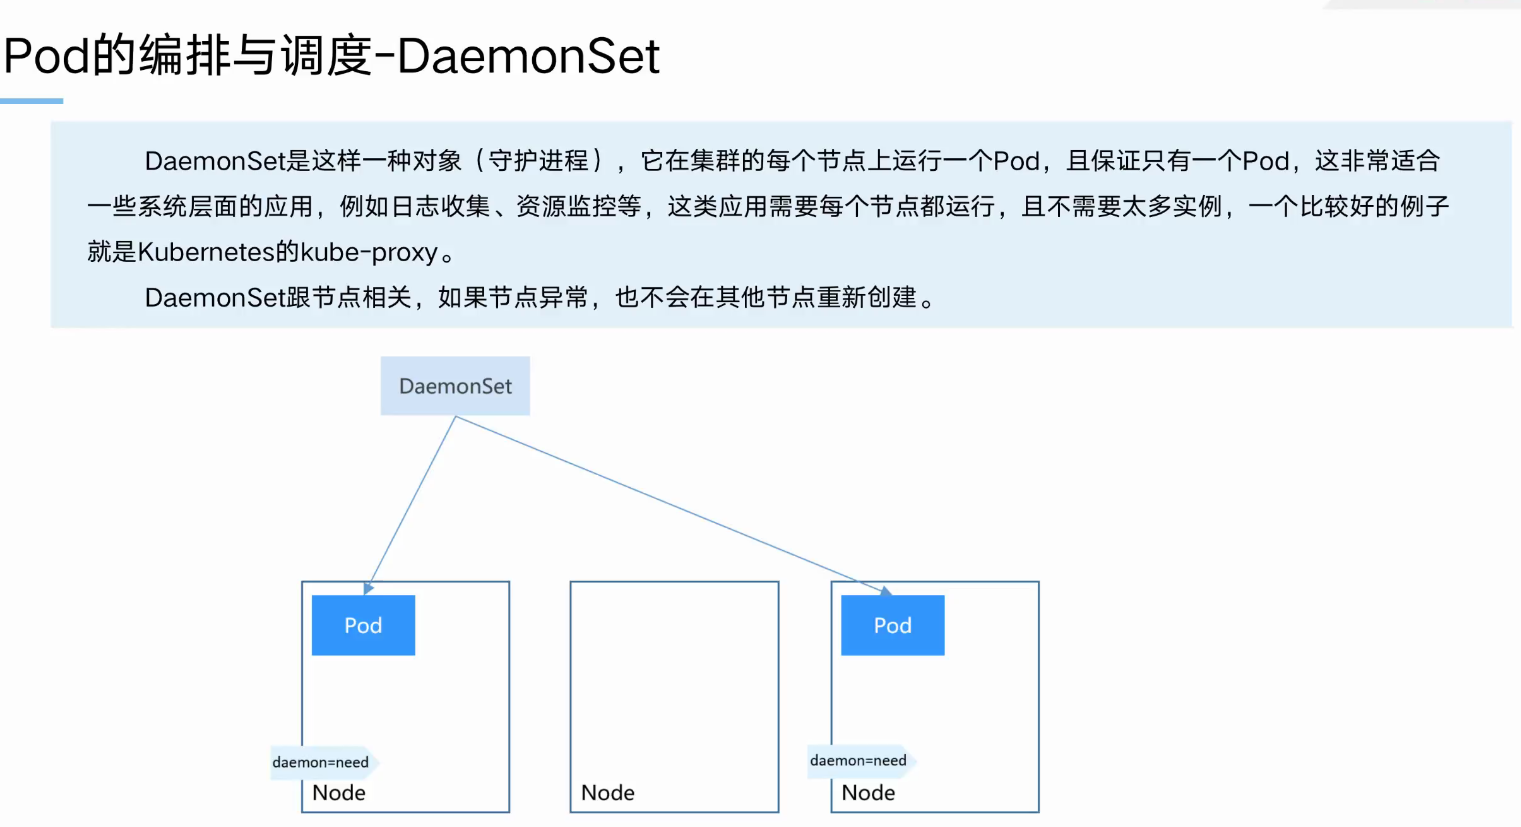 Pod的编排与调度-DaemonSet
DaemonSet是这样一种对象（守护进程），它在集群的每个节点上运行一个Pod，且保证只有一个Pod，这非常适合
一些系统层面的应用，例如日志收集、资源监控等，这类应用需要每个节点都运行，且不需要太多实例，一个比较好的例子
就是Kubernetes的kube-proxy。
DaemonSet跟节点相关，如果节点异常，也不会在其他节点重新创建。
DaemonSet
Pod
Pod
daemon=need
daemon=need
Node
Node
Node